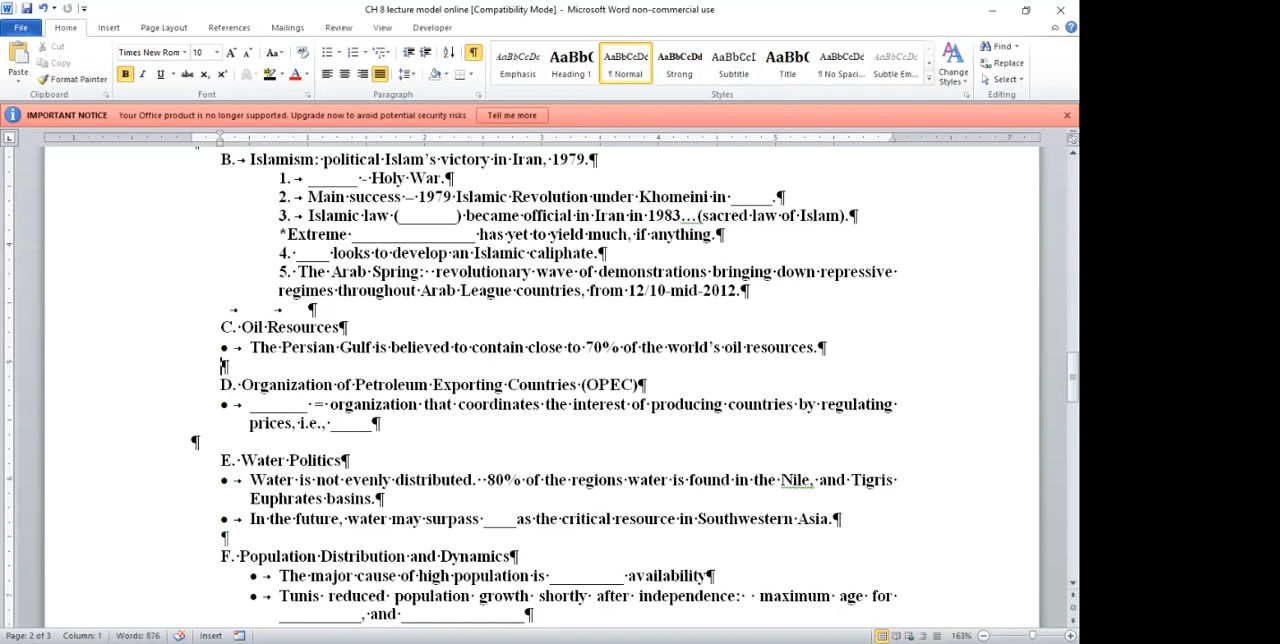 CH 8 lecture model online [Compatibility Mode] - Microsoft Word non-commercial use
File Home Insert Page Layout References Mailings Review View Developer
Paste Cut Copy Format Painter Clipboard
Times New Rom 10 Font
Paragraph
AaBbCcDc AaBbC AaBbCcDc AaBbCcDd AaBbCcI AaBb( AaBbCcDc AaBbCcDc
Emphasis Heading 1 ¶ Normal Strong Subtitle Title ¶ No Spaci... Subtle Em...
Styles
Change Styles
Find Replace Select Editing
IMPORTANT NOTICE Your Office product is no longer supported. Upgrade now to avoid potential security risks Tell me more
B. Islamism: political Islam's victory in Iran, 1979.¶
1. ______ - Holy War.¶
2. Main success – 1979 Islamic Revolution under Khomeini in _____.¶
3. Islamic law (_______) became official in Iran in 1983…(sacred law of Islam).¶
*Extreme _______________ has yet to yield much, if anything.¶
4. ____ looks to develop an Islamic caliphate.¶
5. The Arab Spring: revolutionary wave of demonstrations bringing down repressive
regimes throughout Arab League countries, from 12/10-mid-2012.¶
¶
C. Oil Resources¶
• The Persian Gulf is believed to contain close to 70% of the world's oil resources.¶
¶
D. Organization of Petroleum Exporting Countries (OPEC)¶
• _______ = organization that coordinates the interest of producing countries by regulating
prices, i.e., _____¶
¶
E. Water Politics¶
• Water is not evenly distributed. 80% of the regions water is found in the Nile, and Tigris
Euphrates basins.¶
• In the future, water may surpass ____as the critical resource in Southwestern Asia.¶
¶
F. Population Distribution and Dynamics¶
• The major cause of high population is _________ availability¶
• Tunis reduced population growth shortly after independence: maximum age for
__________, and _______________¶
Page: 2 of 3 Column: 1 Words: 876 Insert 163%